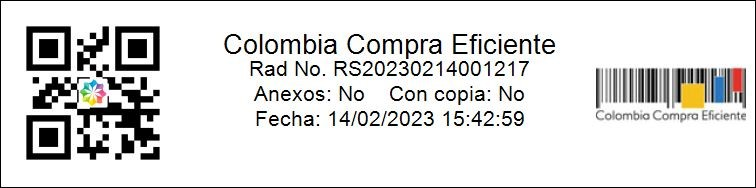 Colombia Compra Eficiente
Rad No. RS20230214001217
Anexos: No    Con copia: No
Fecha: 14/02/2023 15:42:59
Colombia Compra Eficiente